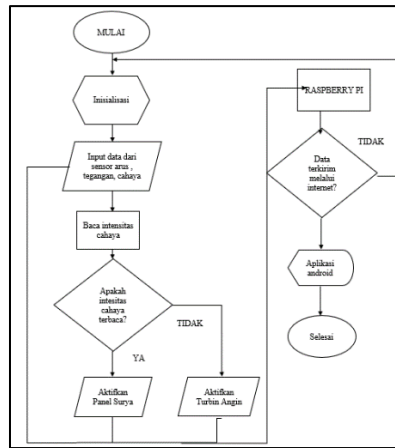 MULAI
Inisialisasi
Input data dari
sensor arus ,
tegangan, cahaya
Baca intensitas
cahaya
Apakah
intesitas
cahaya
terbaca?
TIDAK
YA
Aktifkan
Panel Surya
Aktifkan
Turbin Angin
RASPBERRY PI
Data
terkirim
melalui
internet?
TIDAK
Aplikasi
android
Selesai